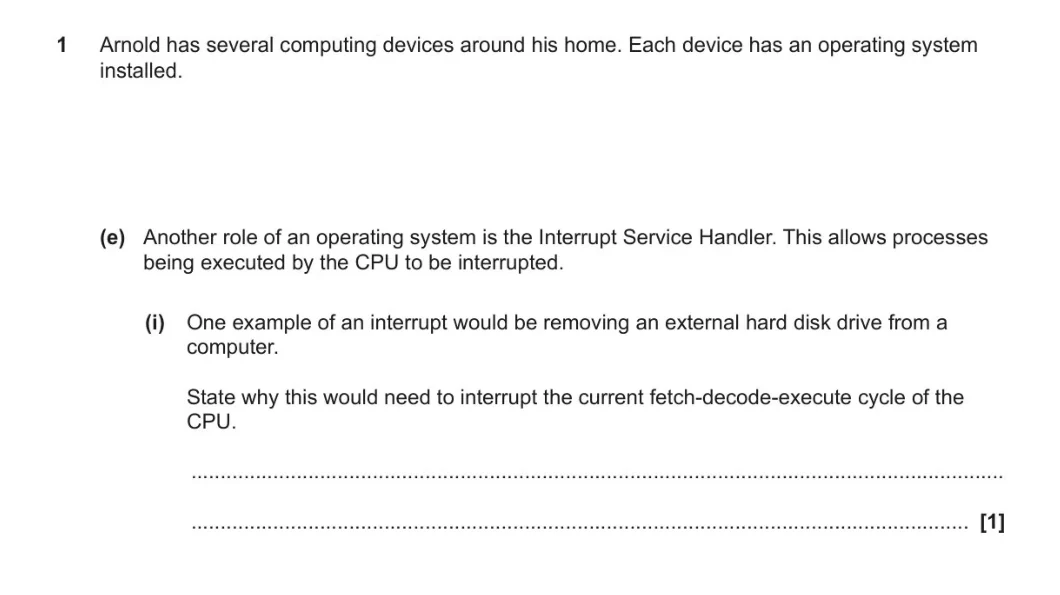 1 Arnold has several computing devices around his home. Each device has an operating system
installed.
(e) Another role of an operating system is the Interrupt Service Handler. This allows processes
being executed by the CPU to be interrupted.
(i) One example of an interrupt would be removing an external hard disk drive from a
computer.
State why this would need to interrupt the current fetch-decode-execute cycle of the
CPU.
[1]